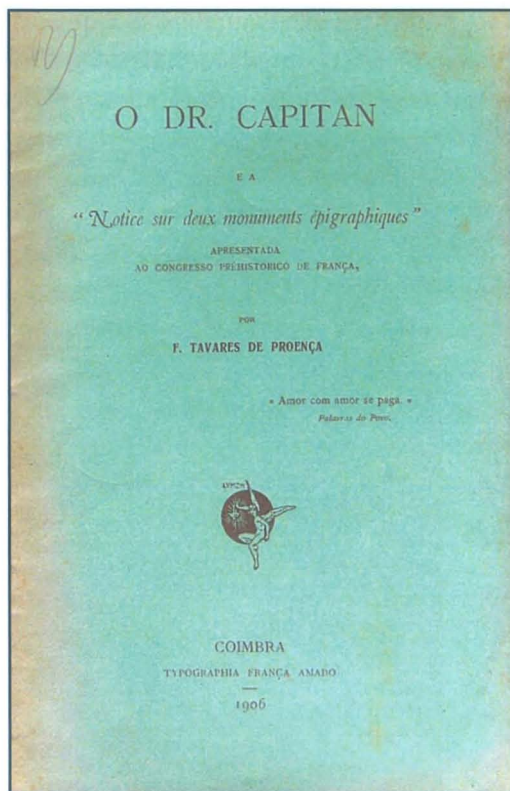 O DR. CAPITAN
E A
“Notice sur deux monuments épigraphiques”
APRESENTADA
AO CONGRESSO PREHISTORICO DE FRANÇA,
POR
F. TAVARES DE PROENÇA
« Amor com amor se paga. »
Palavras do Povo.
COIMBRA
TYPOGRAPHIA FRANÇA AMADO
1906